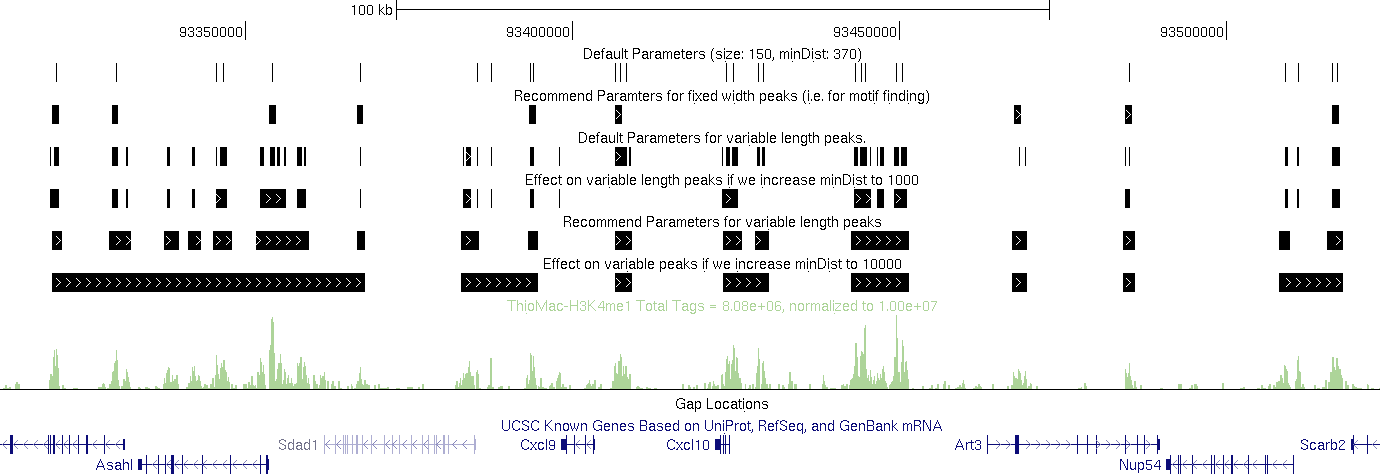 100 kb
93350000 93400000 93450000 93500000
Default Parameters (size: 150, minDist: 370)
Recommend Paramters for fixed width peaks (i.e. for motif finding)
Default Parameters for variable length peaks.
Effect on variable length peaks if we increase minDist to 1000
Recommend Parameters for variable length peaks
Effect on variable peaks if we increase minDist to 10000
ThioMac-H3K4me1 Total Tags = 8.08e+06, normalized to 1.00e+07
Gap Locations
UCSC Known Genes Based on UniProt, RefSeq, and GenBank mRNA
Sdad1 Cxcl9 Cxcl10 Art3 Scarb2
Asahl Nup54